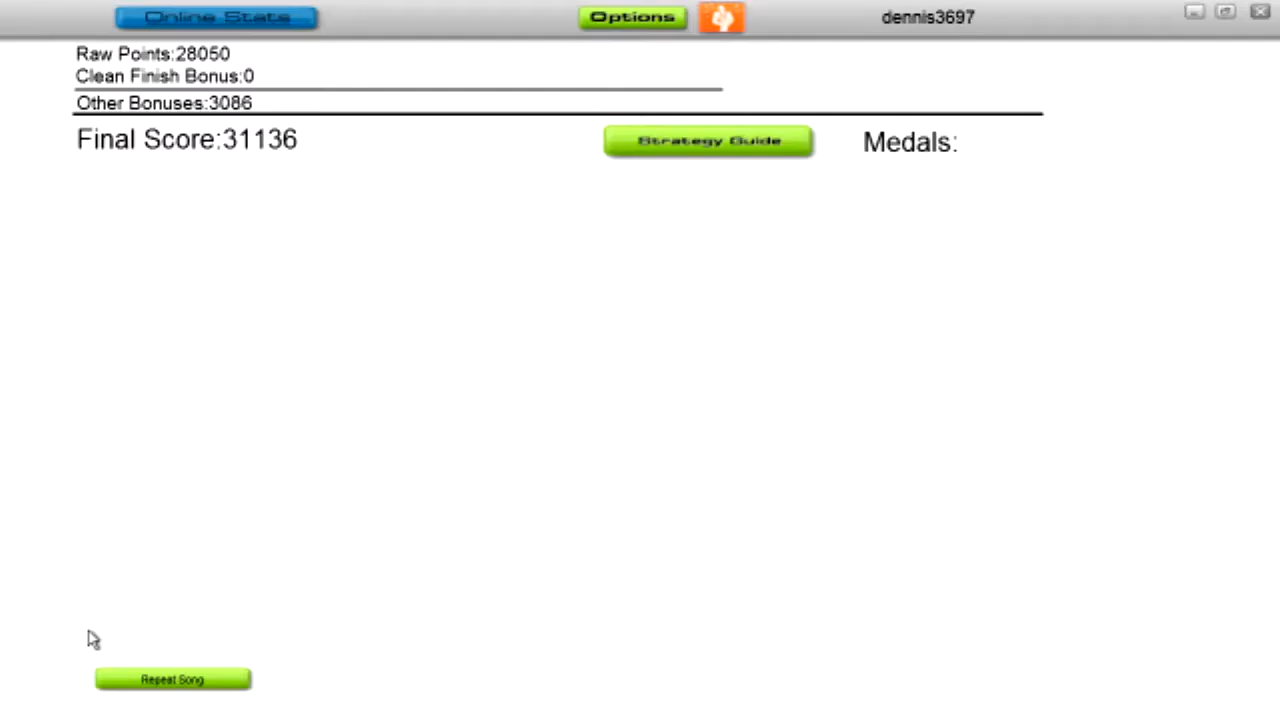 Online Stats
Options
dennis3697
Raw Points:28050
Clean Finish Bonus:0
Other Bonuses:3086
Final Score:31136
Strategy Guide
Medals:
Repeat Song